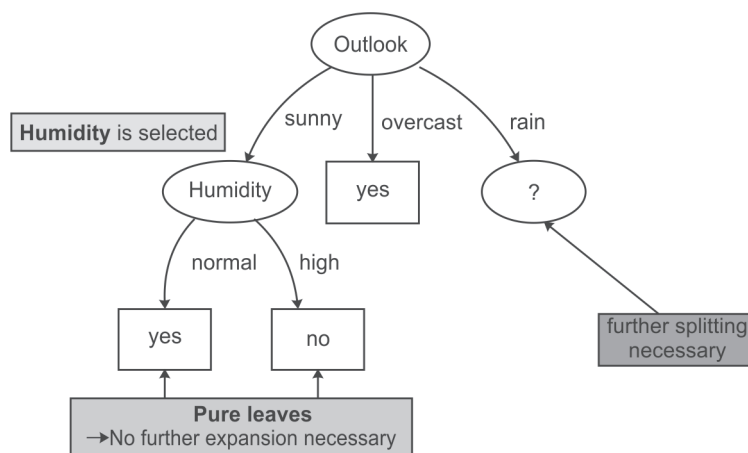 Outlook
sunny
overcast
rain
Humidity is selected
Humidity
yes
?
normal
high
yes
no
further splitting
necessary
Pure leaves
→No further expansion necessary